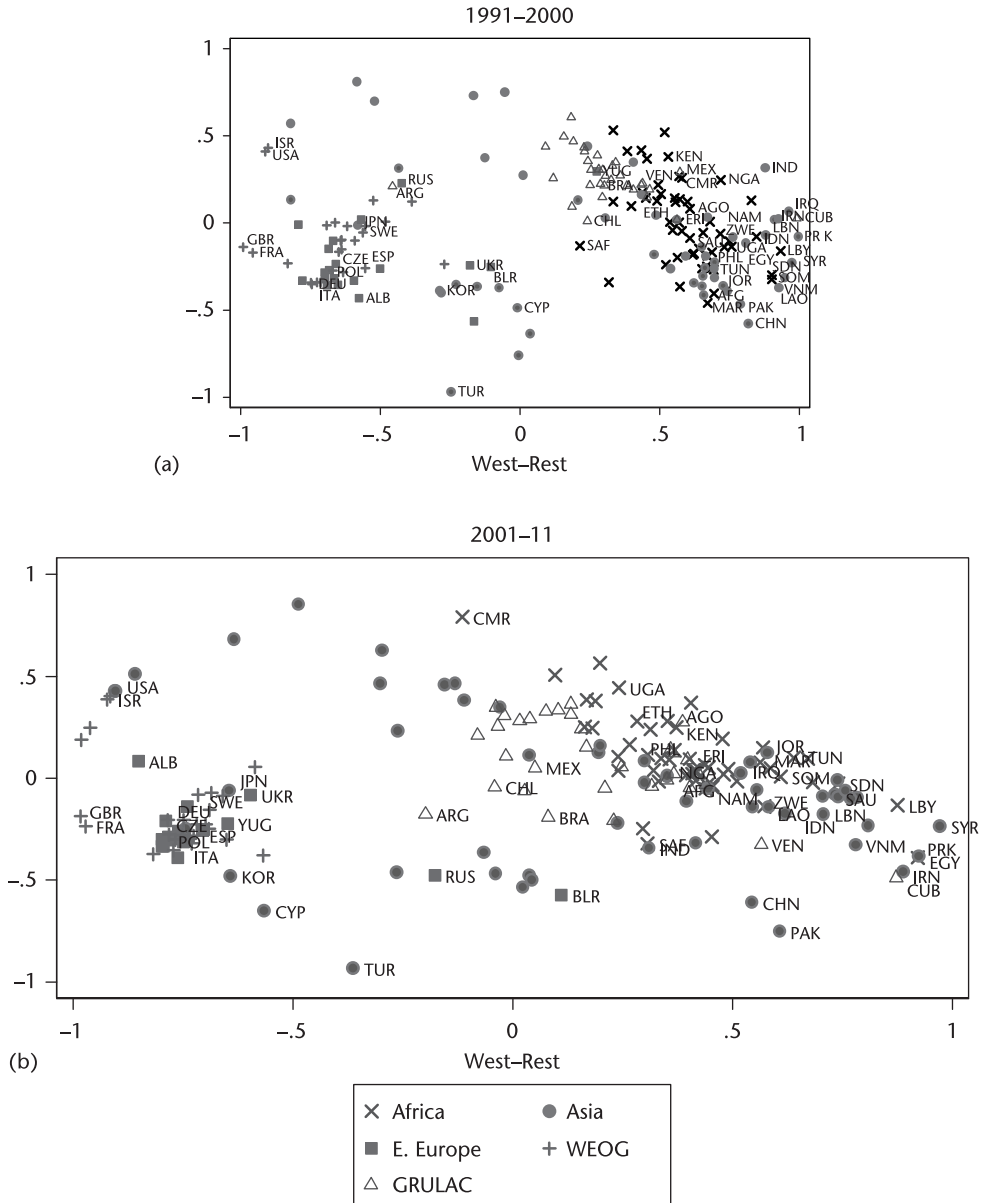 1991–2000
1
.5
0
−.5
−1
ISR
USA
RUS
ARG
GBR
FRA
JPN
SWE
CZE
ESP
POL
DEU
ITA
ALB
UKR
BLR
KOR
CYP
TUR
YUG
BRA
CHL
SAF
VEN
KEN
MEX
CMR
NGA
IND
ETH
ERI
AGO
NAM
ZWE
IRQ
CUB
LBN
PRK
SAU
UGA
IDN
LBY
PHL
EGY
SYR
TUN
SDN
JOR
SOM
VNM
AFG
LAO
MAR
PAK
CHN
−1
−.5
0
.5
1
West–Rest
(a)
2001–11
1
.5
0
−.5
−1
CMR
USA
ISR
UGA
ALB
ETH
AGO
KEN
JPN
UKR
MEX
PHL
ERI
JOR
MAR
TUN
GBR
FRA
DEU
SWE
CZE
YUG
ESP
POL
ITA
CHL
ARG
BRA
NGA
IRQ
SOM
AFG
NAM
ZWE
LAO
SDN
SAU
LBN
IDN
LBY
SYR
SAF
IND
VEN
VNM
PRK
EGY
IRN
CUB
KOR
RUS
BLR
CYP
CHN
PAK
TUR
−1
−0.5
0
0.5
1
West–Rest
(b)
Africa
Asia
E. Europe
WEOG
GRULAC